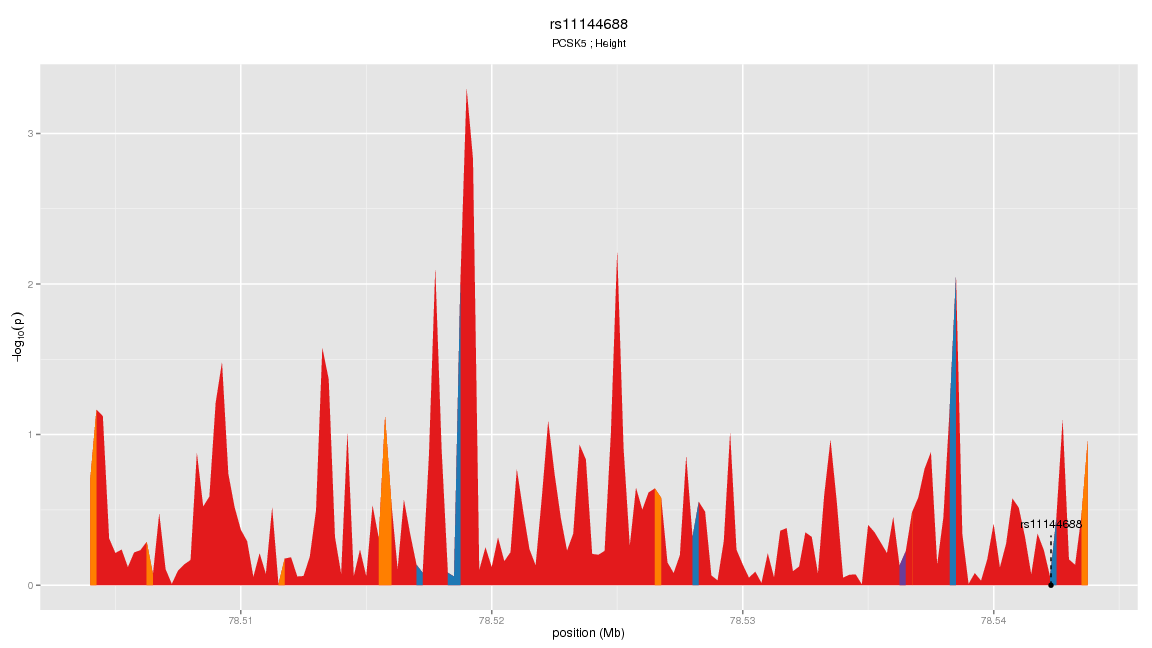 rs11144688
PCSK5 ; Height
3
2
1
0
−log10(p)
rs11144688
78.51
78.52
78.53
78.54
position (Mb)